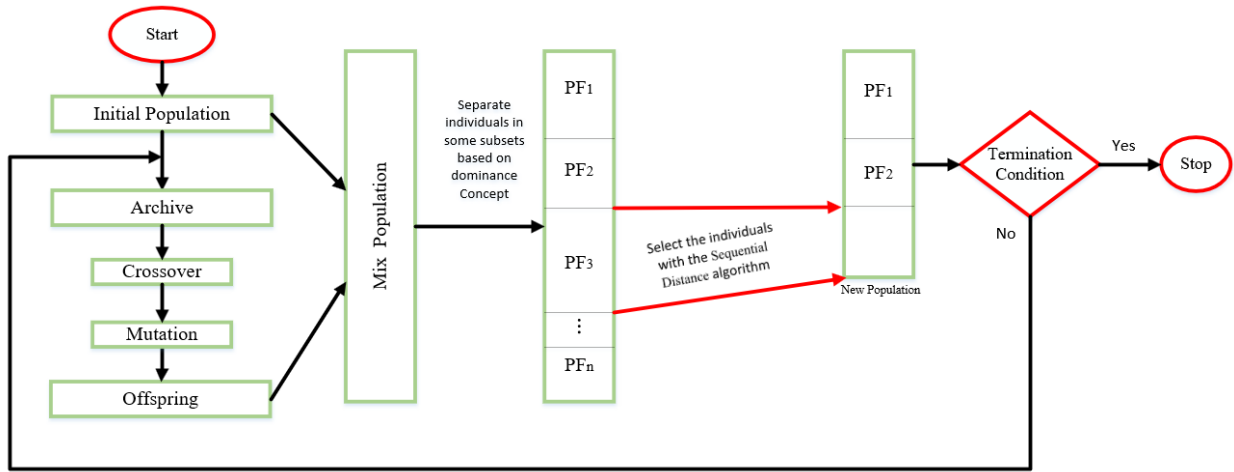 Start
Initial Population
Archive
Crossover
Mutation
Offspring
Mix Population
Separate
individuals in
some subsets
based on
dominance
Concept
PF1
PF2
PF3
⋮
PFn
Select the individuals
with the Sequential
Distance algorithm
PF1
PF2
New Population
Termination
Condition
Yes
No
Stop